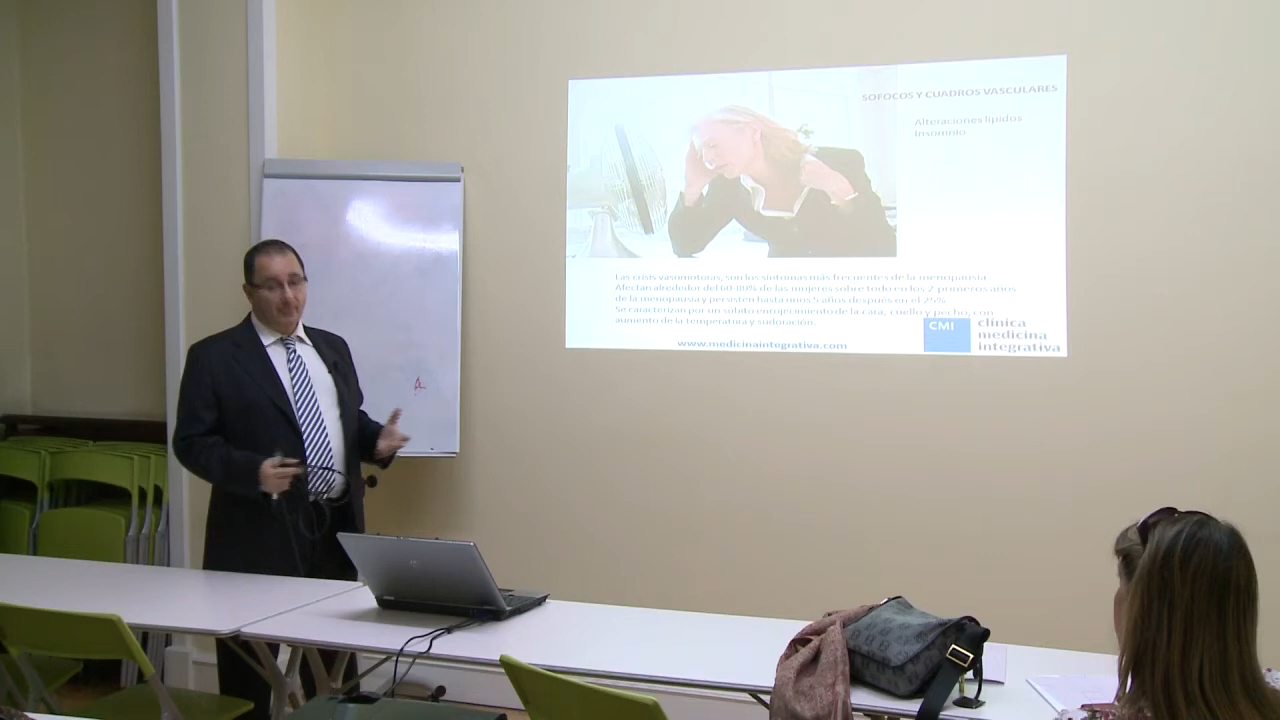 SOFOCOS Y CUADROS VASCULARES
Alteraciones lipidos
Insomnio
Las crisis vasomotoras, son los síntomas más frecuentes de la menopausia
Afectan alrededor del 60-80% de las mujeres sobre todo en los 2 primeros años
de la menopausia y persisten hasta unos 5 años después en el 25%.
Se caracterizan por un súbito enrojecimiento de la cara, cuello y pecho, con
aumento de la temperatura y sudoración.
www.medicinaintegrativa.com
CMI
clínica
medicina
integrativa